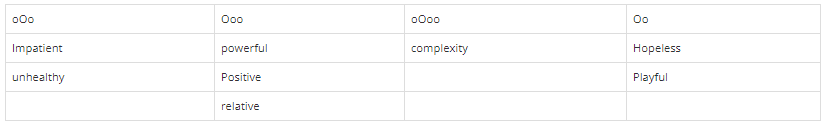 oOo Ooo oOoo Oo
Impatient powerful complexity Hopeless
unhealthy Positive Playful
relative